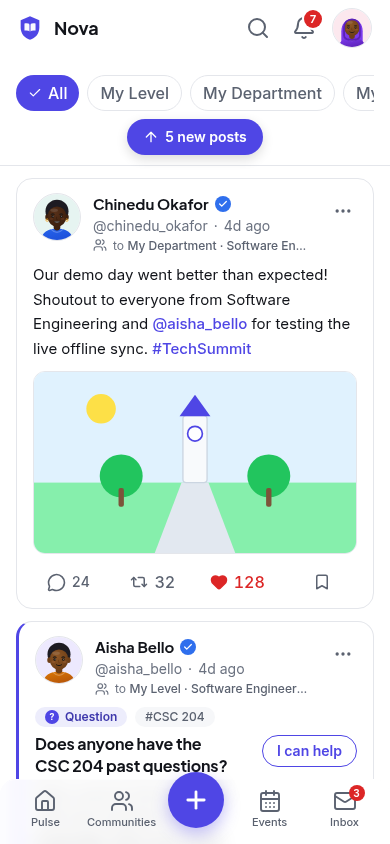 Nova
7
All
My Level
My Department
My
5 new posts
Chinedu Okafor
@chinedu_okafor · 4d ago
to My Department · Software En...
Our demo day went better than expected!
Shoutout to everyone from Software
Engineering and @aisha_bello for testing the
live offline sync. #TechSummit
24
32
128
Aisha Bello
@aisha_bello · 4d ago
to My Level · Software Engineer...
? Question
#CSC 204
Does anyone have the
CSC 204 past questions?
I can help
Pulse
Communities
Events
3
Inbox